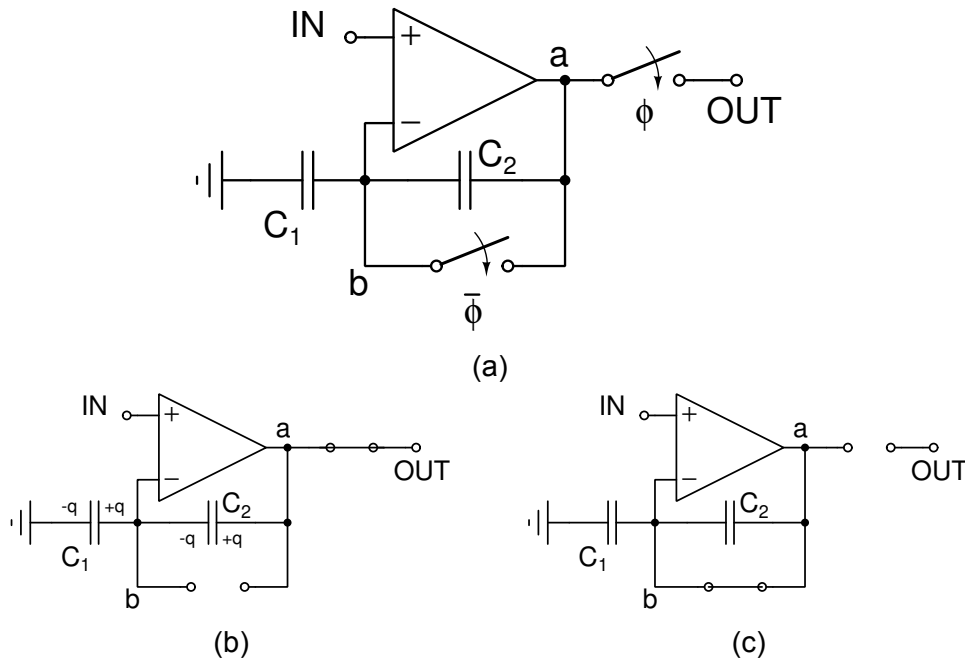 IN
+
a
−
ϕ
OUT
C₂
C₁
b
ϕ̄
(a)
IN
+
a
−
OUT
-q +q
C₂
C₁
-q +q
b
(b)
IN
+
a
−
OUT
C₂
C₁
b
(c)